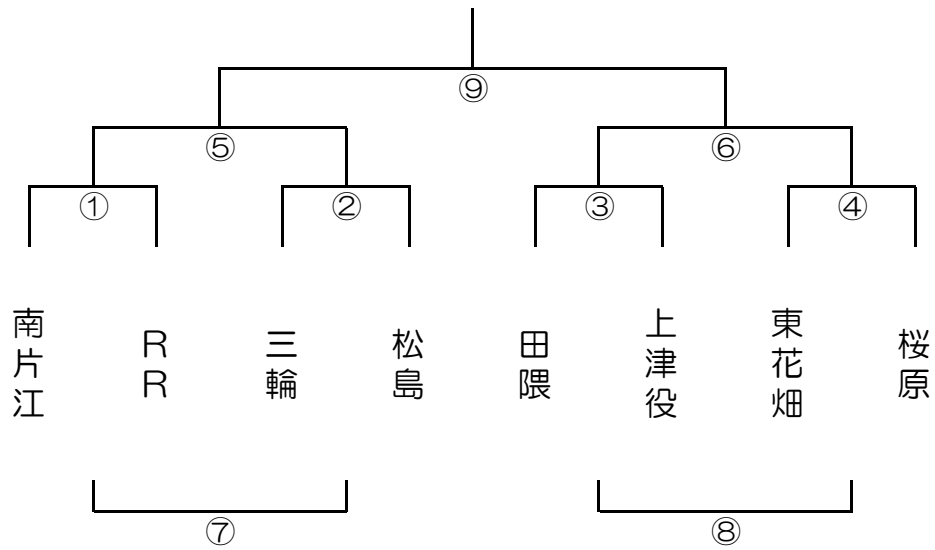 ⑨
⑤ ⑥
① ② ③ ④
南片江
RR
三輪
松島
田隈
上津役
東花畑
桜原
⑦ ⑧